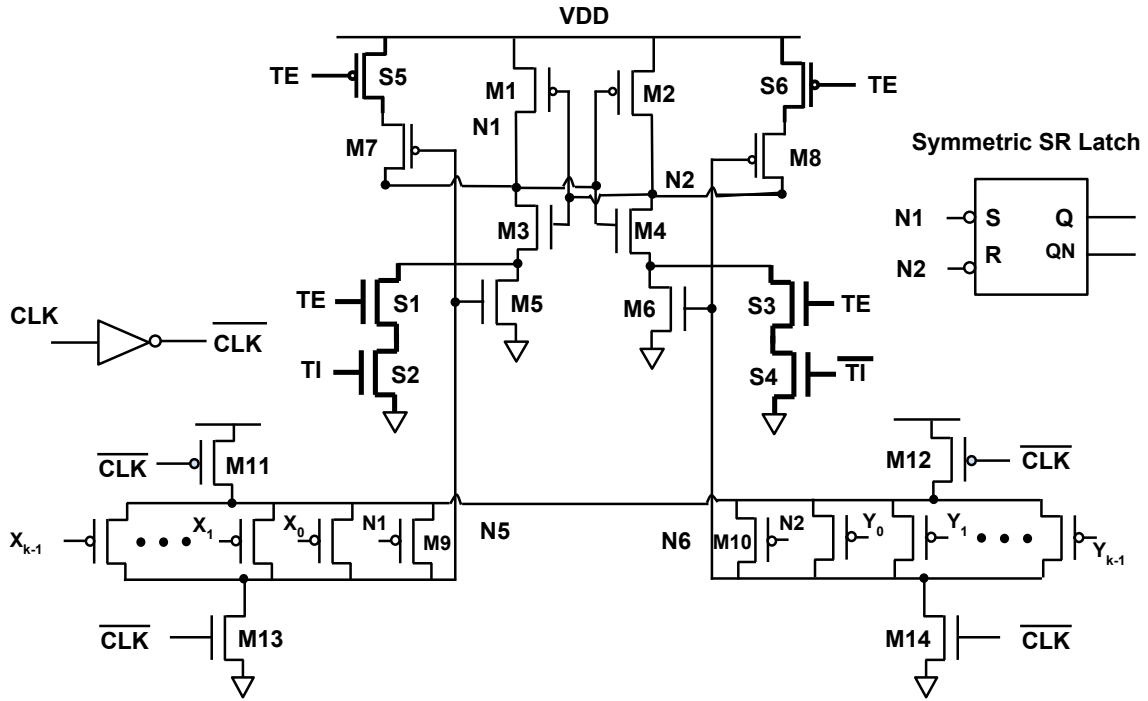 VDD
TE
S5
M1
M2
S6
TE
N1
M7
M8
Symmetric SR Latch
N2
M3
M4
N1
S
Q
N2
R
QN
TE
S1
M5
M6
S3
TE
CLK
CLK
TI
S2
S4
TI
CLK
M11
M12
CLK
Xk-1
X1
X0
N1
M9
N5
N6
M10
N2
Y0
Y1
Yk-1
CLK
M13
M14
CLK